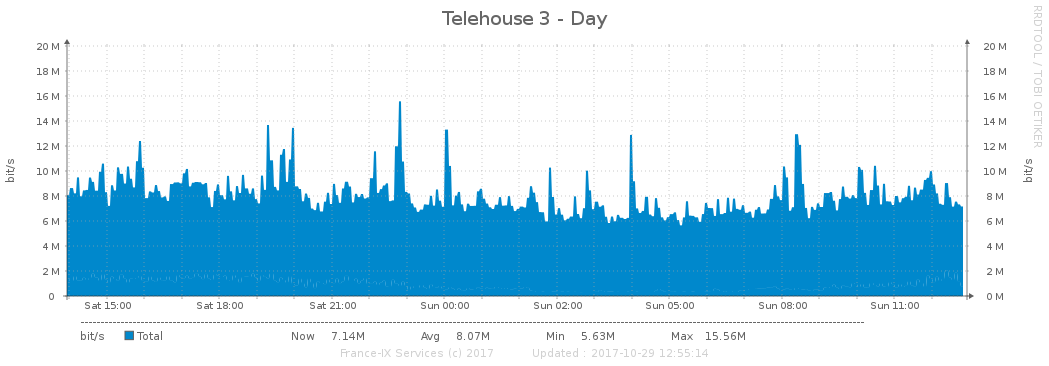 Telehouse 3 - Day
RRDTOOL / TOBI OETIKER
bit/s
20 M 20 M
18 M 18 M
16 M 16 M
14 M 14 M
12 M 12 M
10 M 10 M
8 M 8 M
6 M 6 M
4 M 4 M
2 M 2 M
0 0 M
bit/s
Sat 15:00 Sat 18:00 Sat 21:00 Sun 00:00 Sun 02:00 Sun 05:00 Sun 08:00 Sun 11:00
bit/s Total Now 7.14M Avg 8.07M Min 5.63M Max 15.56M
France-IX Services (c) 2017 Updated : 2017-10-29 12:55:14